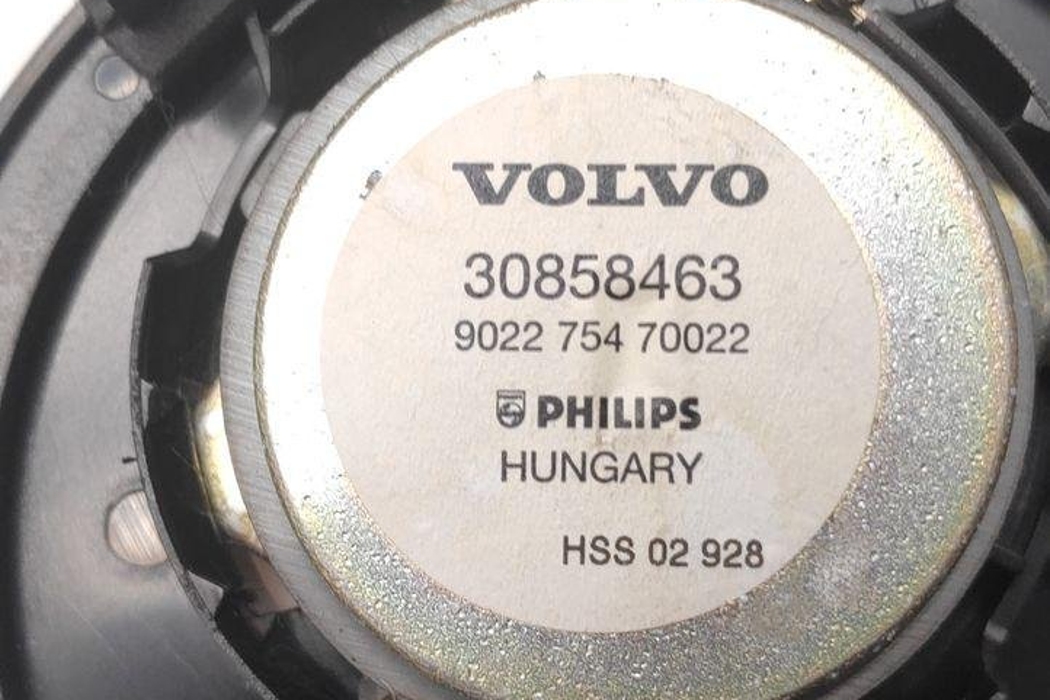 VOLVO
30858463
9022 754 70022
PHILIPS
HUNGARY
HSS 02 928